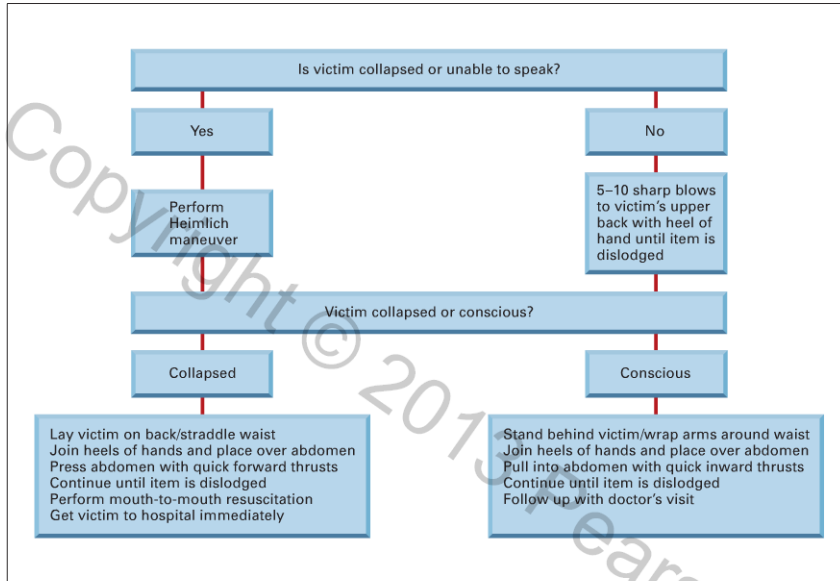 Is victim collapsed or unable to speak?
Yes
No
Perform
Heimlich
maneuver
5–10 sharp blows
to victim's upper
back with heel of
hand until item is
dislodged
Victim collapsed or conscious?
Collapsed
Conscious
Lay victim on back/straddle waist
Join heels of hands and place over abdomen
Press abdomen with quick forward thrusts
Continue until item is dislodged
Perform mouth-to-mouth resuscitation
Get victim to hospital immediately
Stand behind victim/wrap arms around waist
Join heels of hands and place over abdomen
Pull into abdomen with quick inward thrusts
Continue until item is dislodged
Follow up with doctor's visit
Copyright © 2013 Pears